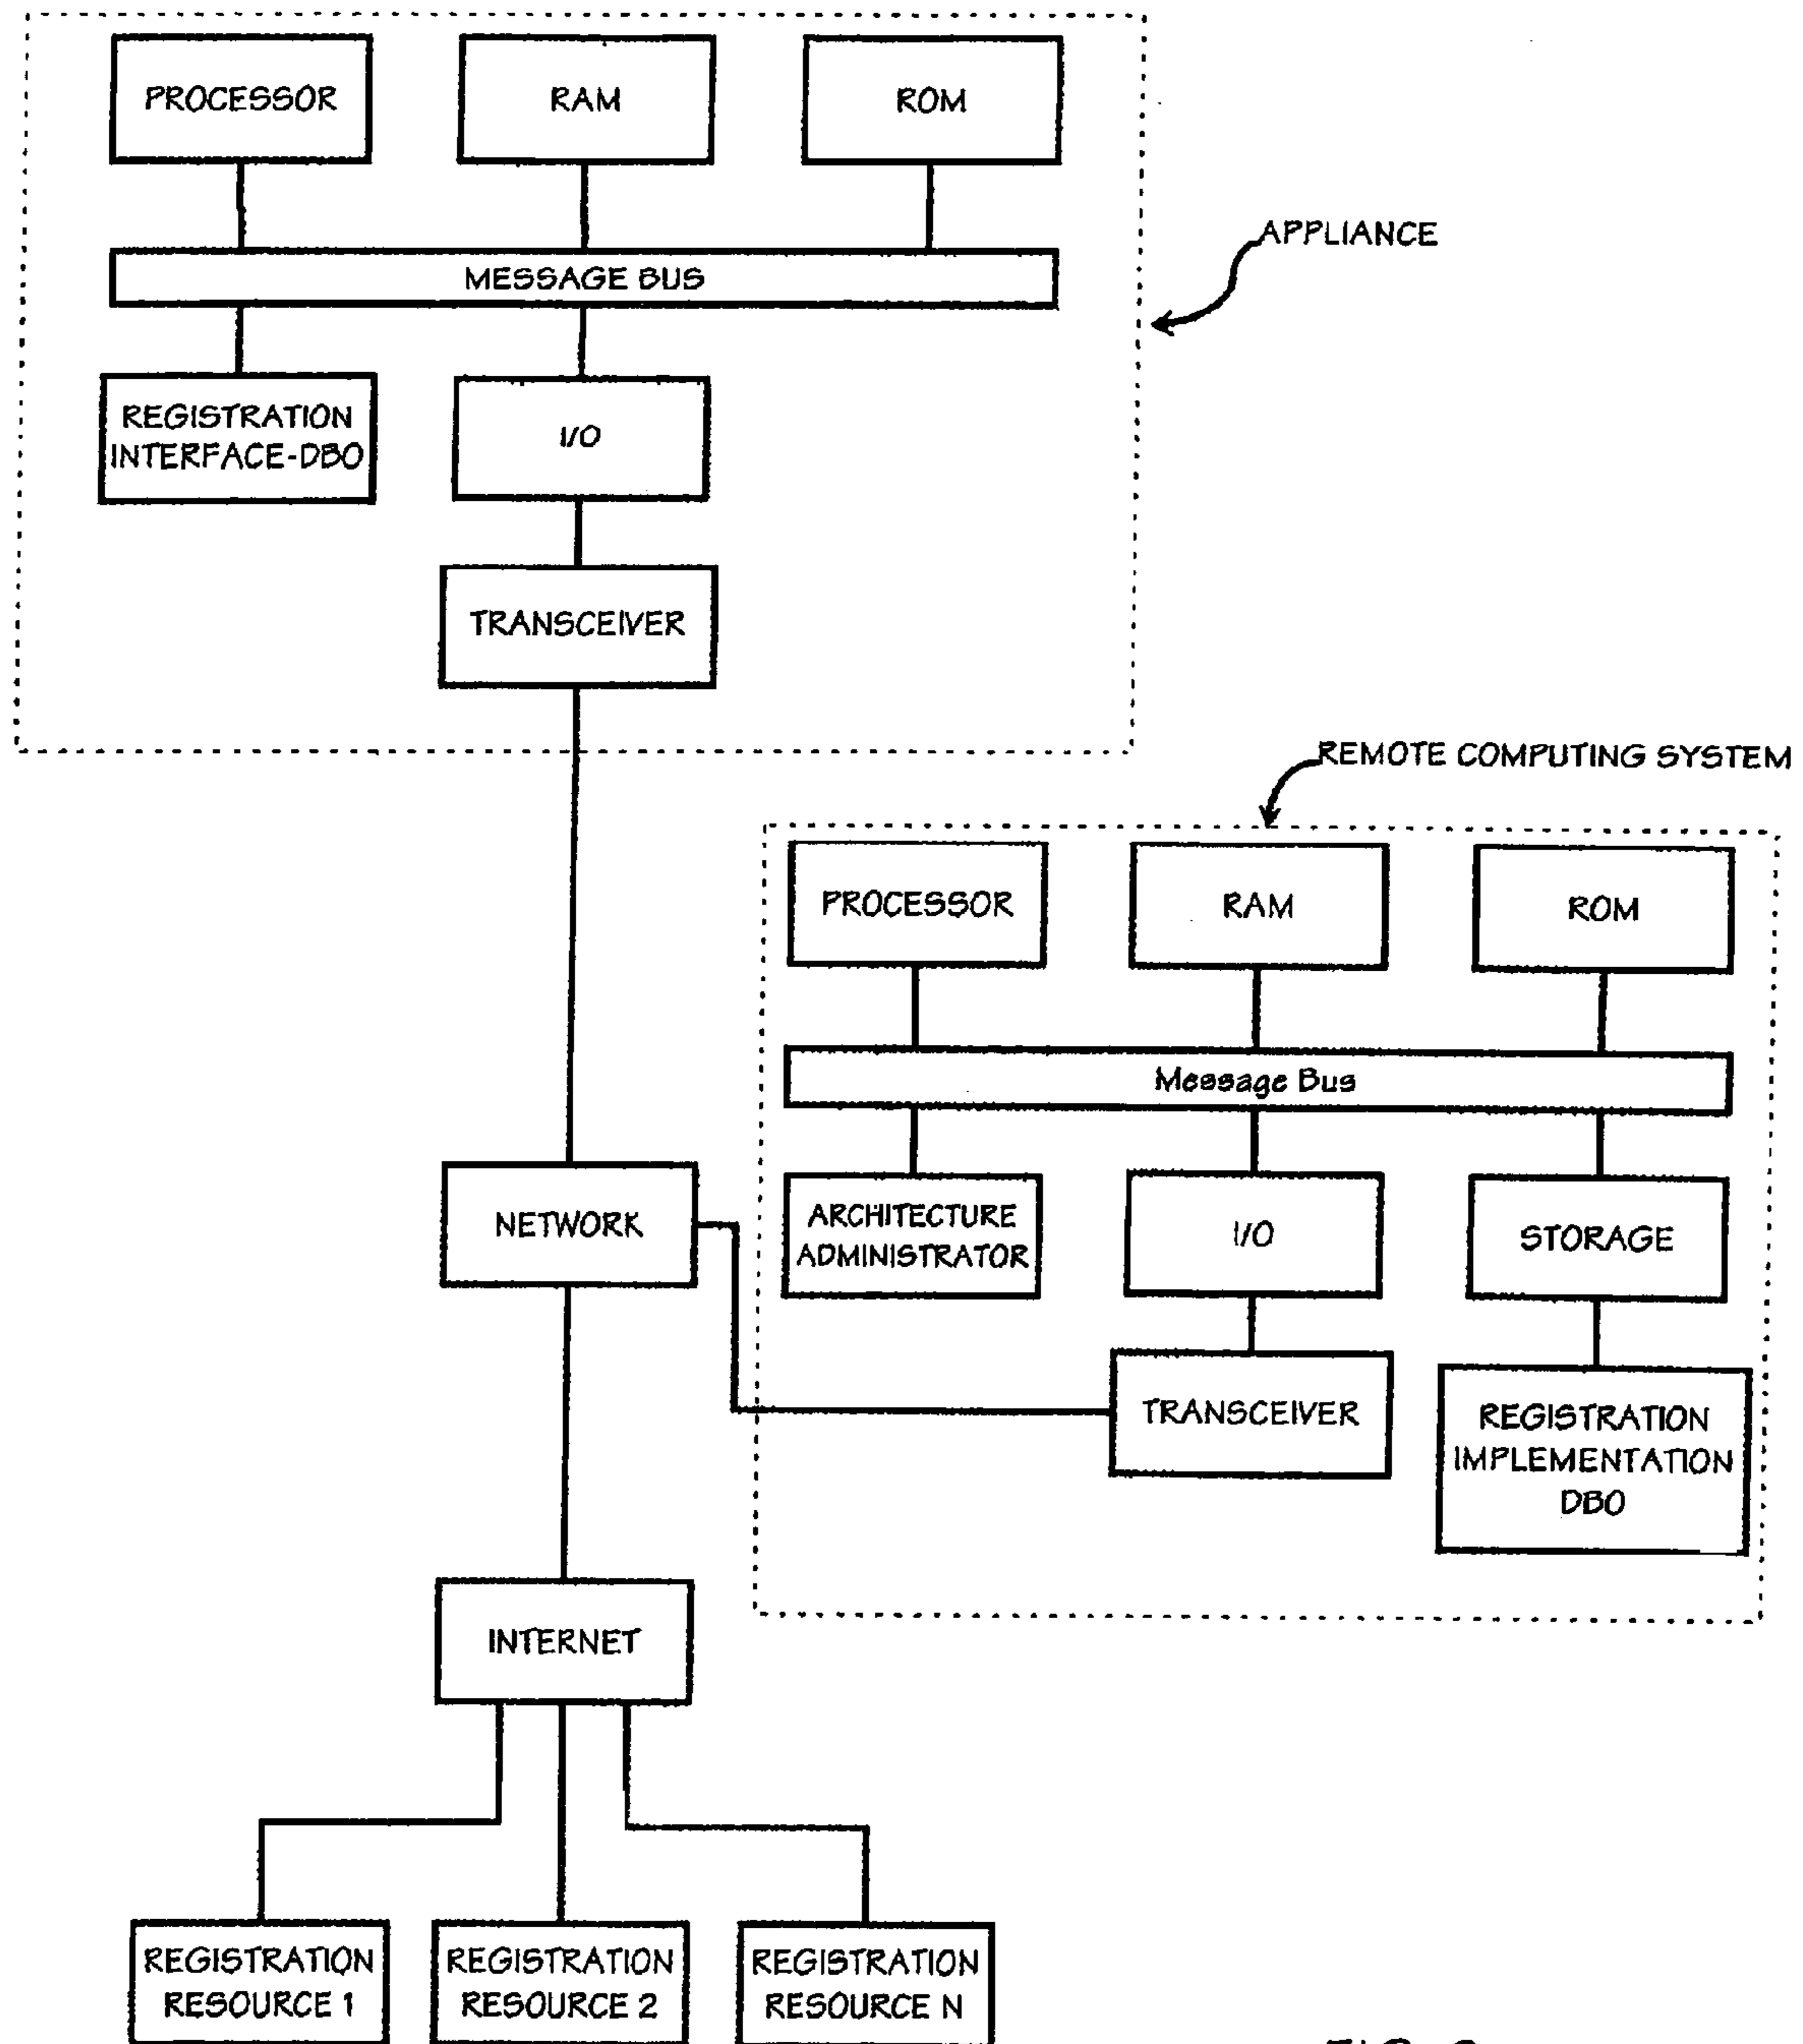 PROCESSOR
RAM
ROM
APPLIANCE
MESSAGE BUS
REGISTRATION
INTERFACE-DBO
I/O
TRANSCEIVER
REMOTE COMPUTING SYSTEM
PROCESSOR
RAM
ROM
Message Bus
NETWORK
ARCHITECTURE
ADMINISTRATOR
I/O
STORAGE
TRANSCEIVER
REGISTRATION
IMPLEMENTATION
DBO
INTERNET
REGISTRATION
RESOURCE 1
REGISTRATION
RESOURCE 2
REGISTRATION
RESOURCE N